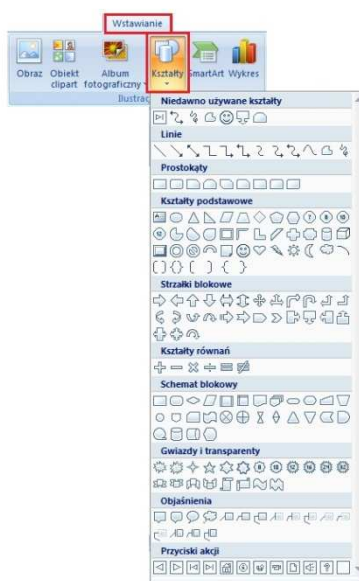 Wstawianie
Obraz Obiekt clipart Album fotograficzny Kształty SmartArt Wykres
Ilustrac
Niedawno używane kształty
Linie
Prostokąty
Kształty podstawowe
Strzałki blokowe
Kształty równań
Schemat blokowy
Gwiazdy i transparenty
Objaśnienia
Przyciski akcji